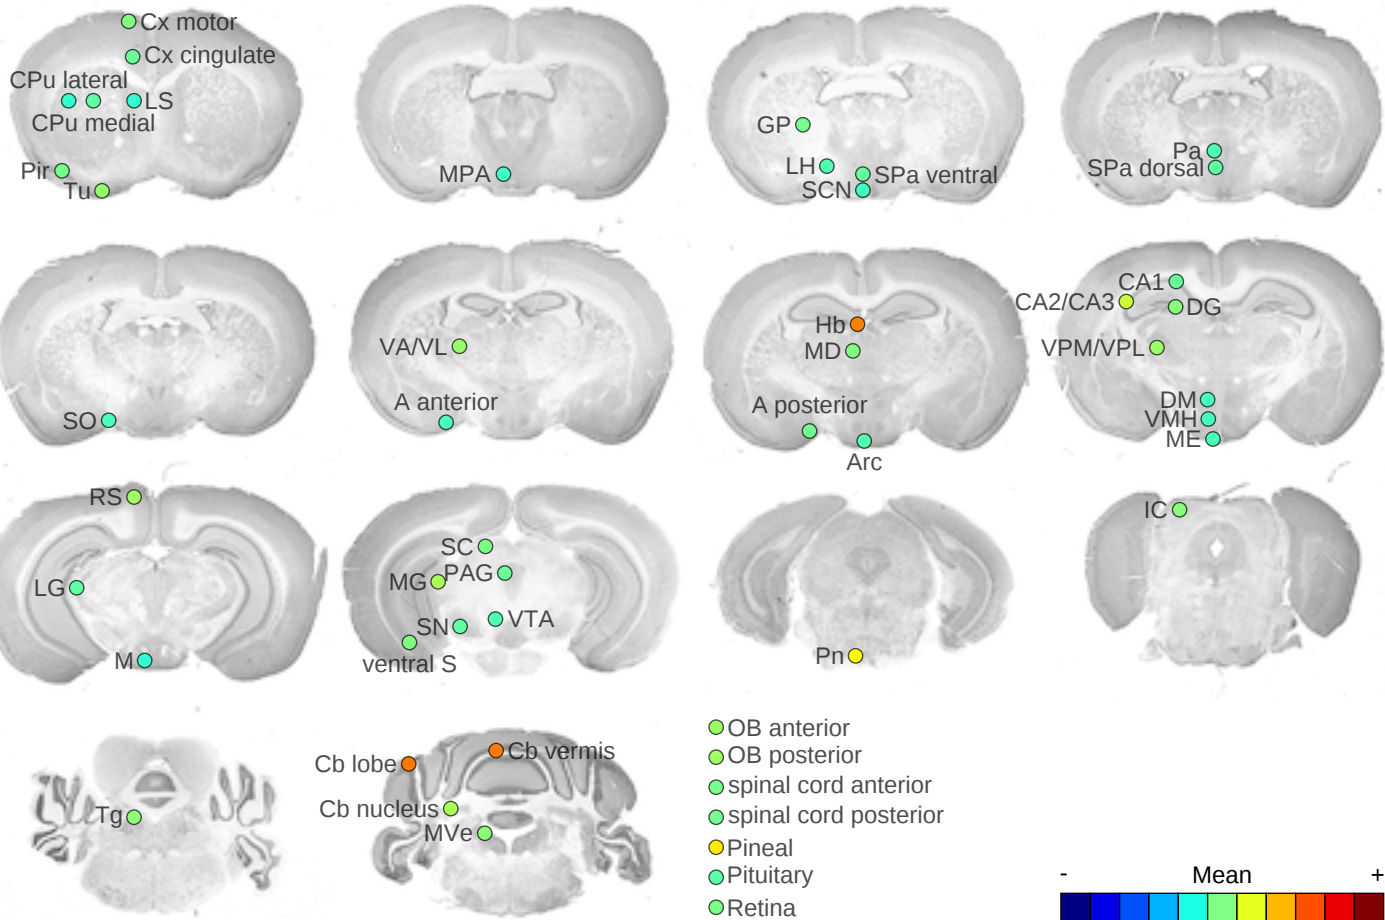 Cx motor
Cx cingulate
CPu lateral
LS
CPu medial
Pir
Tu
MPA
GP
LH
SPa ventral
SCN
Pa
SPa dorsal
SO
VA/VL
A anterior
Hb
MD
A posterior
Arc
CA1
CA2/CA3
DG
VPM/VPL
DM
VMH
ME
RS
LG
M
SC
MG
PAG
SN
VTA
ventral S
Pn
IC
Tg
Cb lobe
Cb vermis
Cb nucleus
MVe
OB anterior
OB posterior
spinal cord anterior
spinal cord posterior
Pineal
Pituitary
Retina
- Mean +